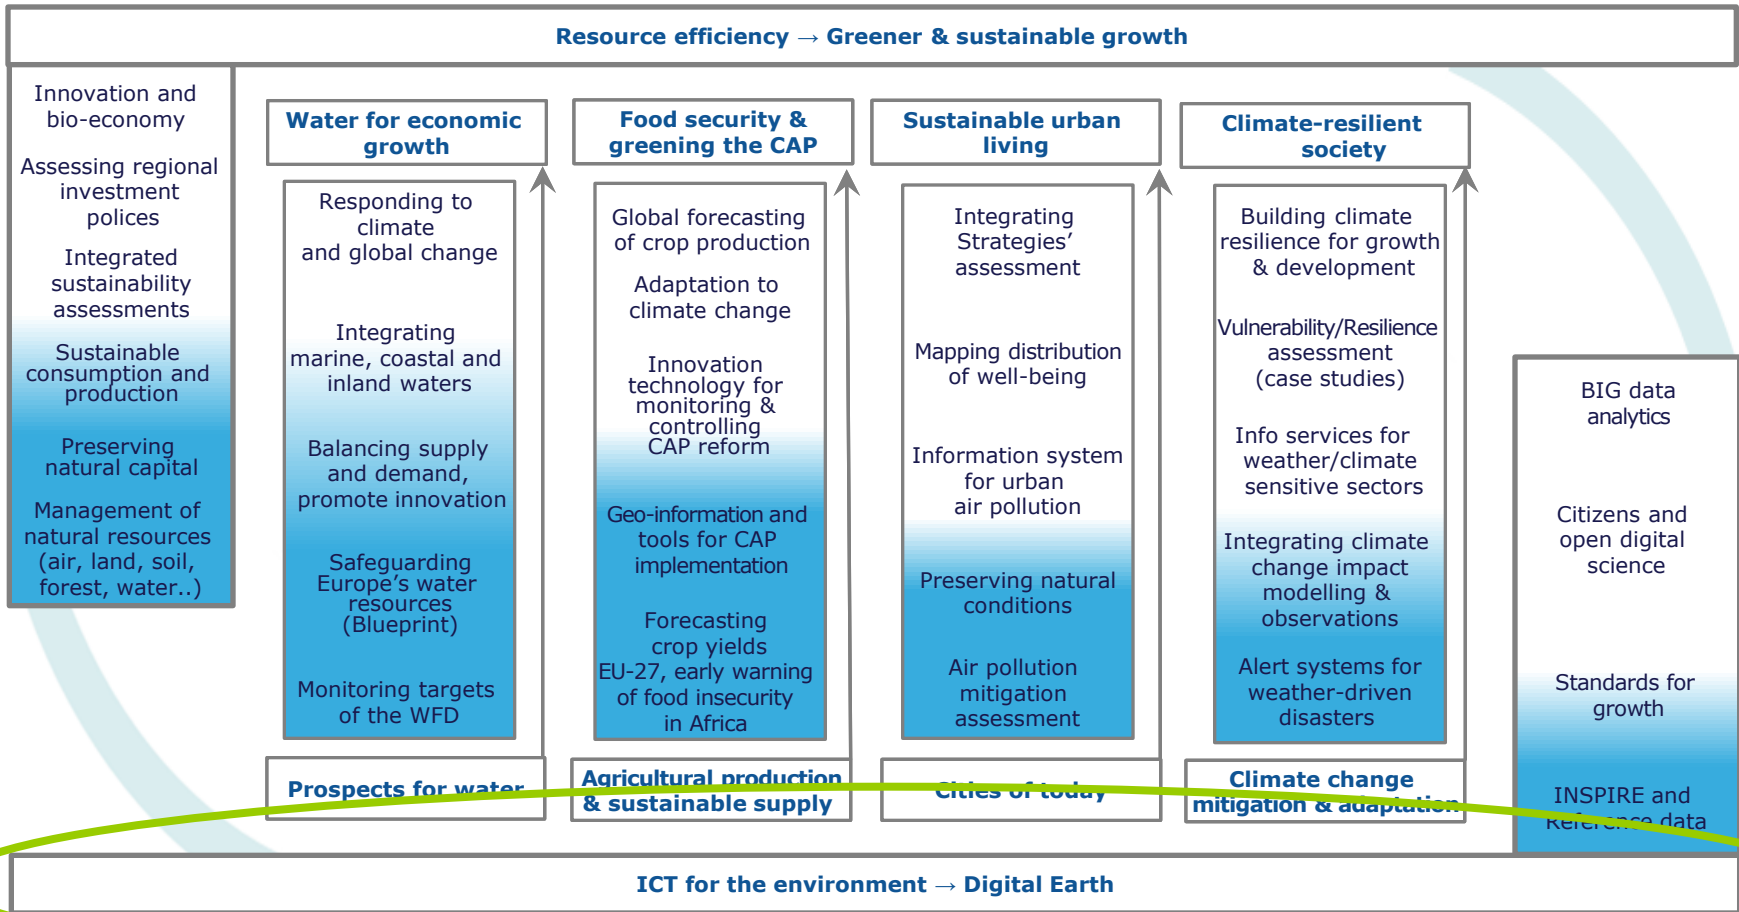 Resource efficiency → Greener & sustainable growth
Innovation and
bio-economy
Assessing regional
investment
polices
Integrated
sustainability
assessments
Sustainable
consumption and
production
Preserving
natural capital
Management of
natural resources
(air, land, soil,
forest, water..)
Water for economic
growth
Responding to
climate
and global change
Integrating
marine, coastal and
inland waters
Balancing supply
and demand,
promote innovation
Safeguarding
Europe's water
resources
(Blueprint)
Monitoring targets
of the WFD
Prospects for water
Food security &
greening the CAP
Global forecasting
of crop production
Adaptation to
climate change
Innovation
technology for
monitoring &
controlling
CAP reform
Geo-information and
tools for CAP
implementation
Forecasting
crop yields
EU-27, early warning
of food insecurity
in Africa
Agricultural production
& sustainable supply
Sustainable urban
living
Integrating
Strategies’
assessment
Mapping distribution
of well-being
Information system
for urban
air pollution
Preserving natural
conditions
Air pollution
mitigation
assessment
Cities of today
Climate-resilient
society
Building climate
resilience for growth
& development
Vulnerability/Resilience
assessment
(case studies)
Info services for
weather/climate
sensitive sectors
Integrating climate
change impact
modelling &
observations
Alert systems for
weather-driven
disasters
Climate change
mitigation & adaptation
BIG data
analytics
Citizens and
open digital
science
Standards for
growth
INSPIRE and
Reference data
ICT for the environment → Digital Earth